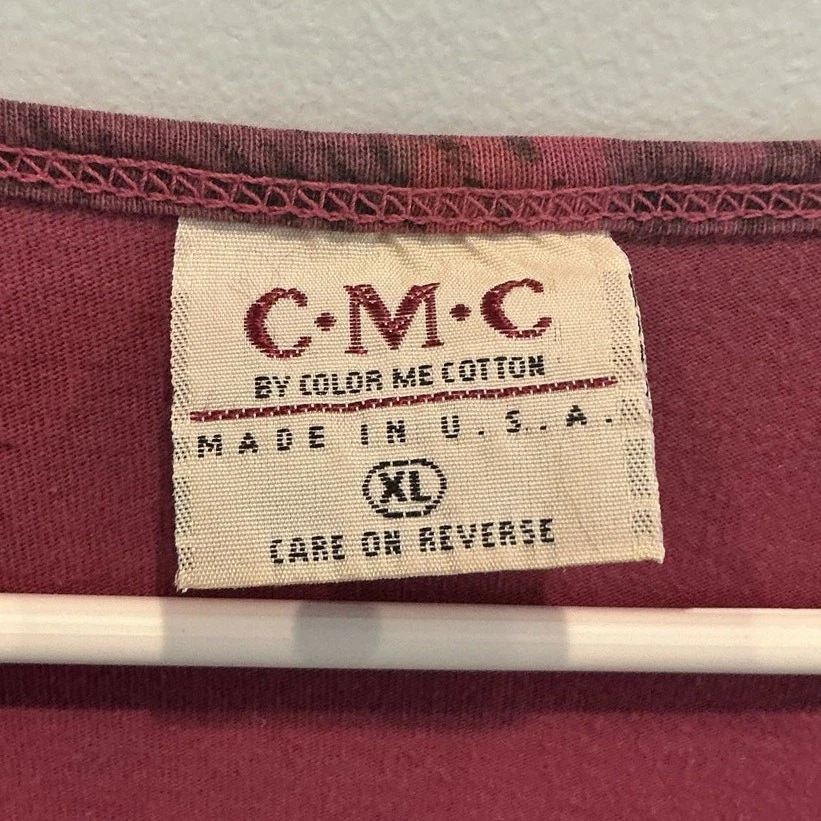 C·M·C
BY COLOR ME COTTON
MADE IN U.S.A.
XL
CARE ON REVERSE